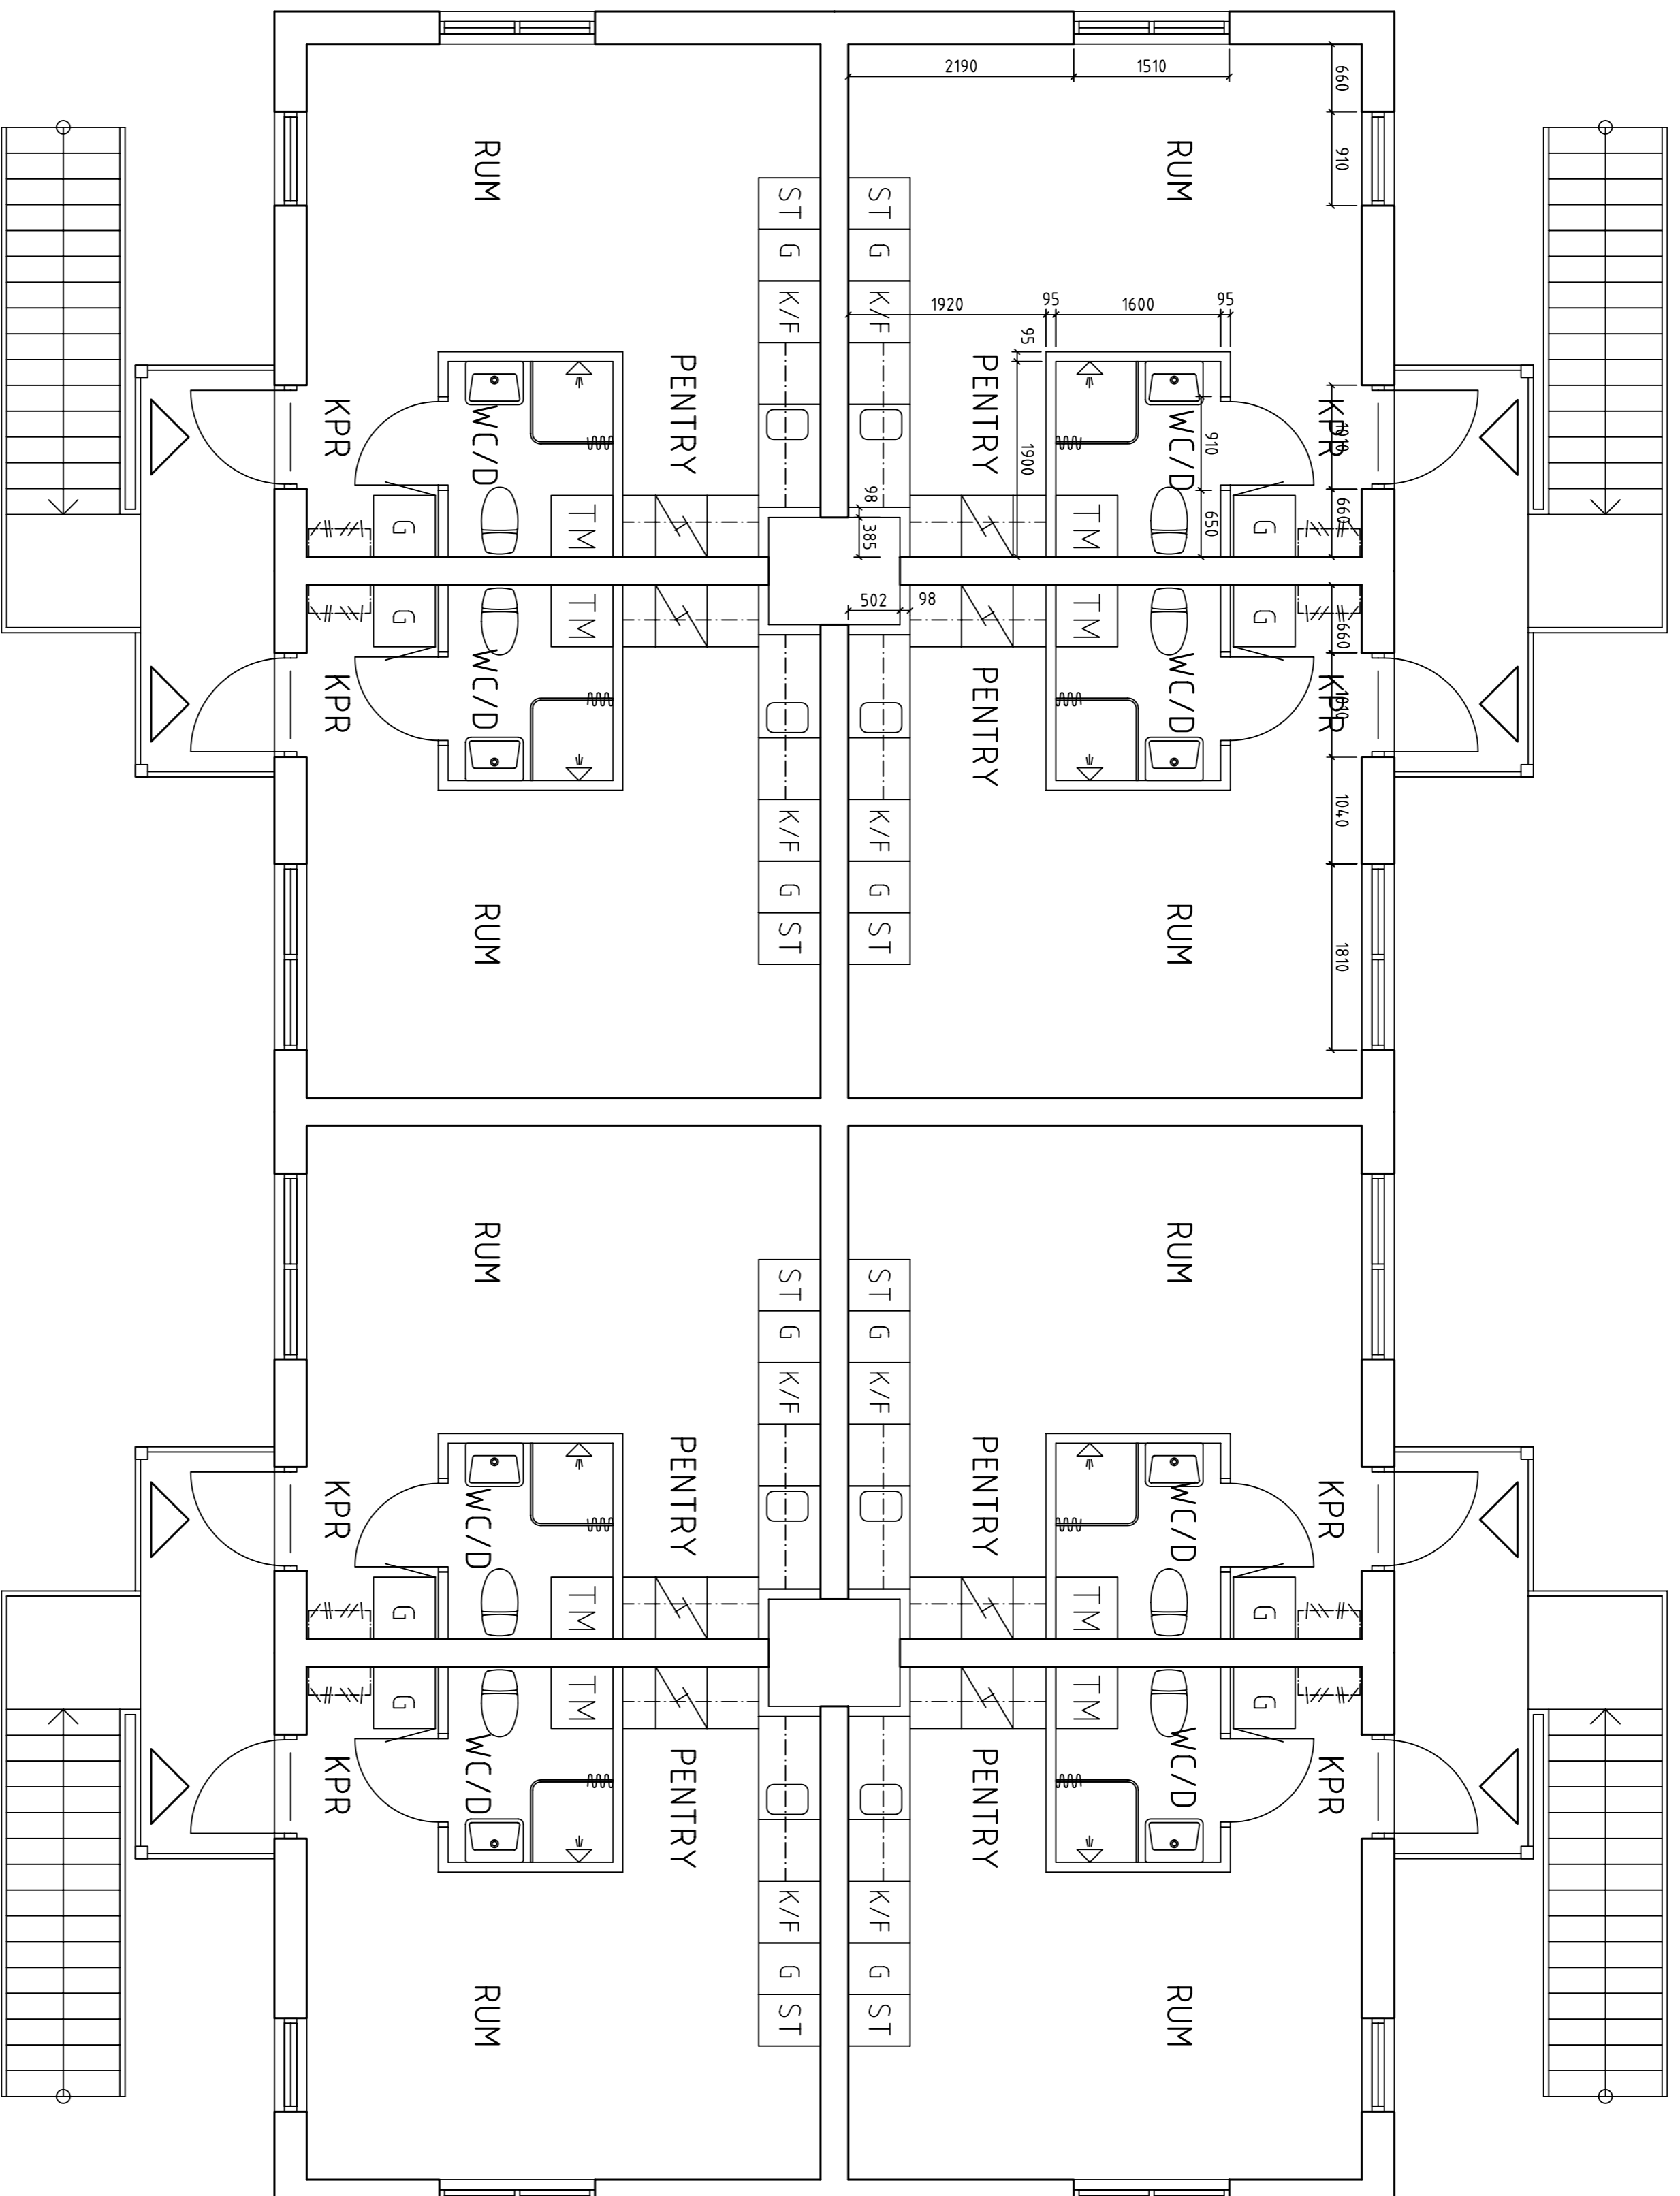 2190
1510
660
910
RUM
RUM
ST
ST
G
G
K/F
K/F
1920
95
1600
95
95
1900
PENTRY
PENTRY
KPR
WC/D
WC/D
KPR
1010
910
98
385
650
660
G
TM
TM
G
502
98
G
TM
TM
G
660
KPR
WC/D
PENTRY
WC/D
KPR
1010
1040
K/F
K/F
G
G
ST
ST
RUM
RUM
1810
RUM
RUM
ST
ST
G
G
K/F
K/F
KPR
WC/D
PENTRY
PENTRY
WC/D
KPR
G
TM
TM
G
G
TM
TM
G
KPR
WC/D
PENTRY
PENTRY
WC/D
KPR
K/F
K/F
G
G
ST
ST
RUM
RUM